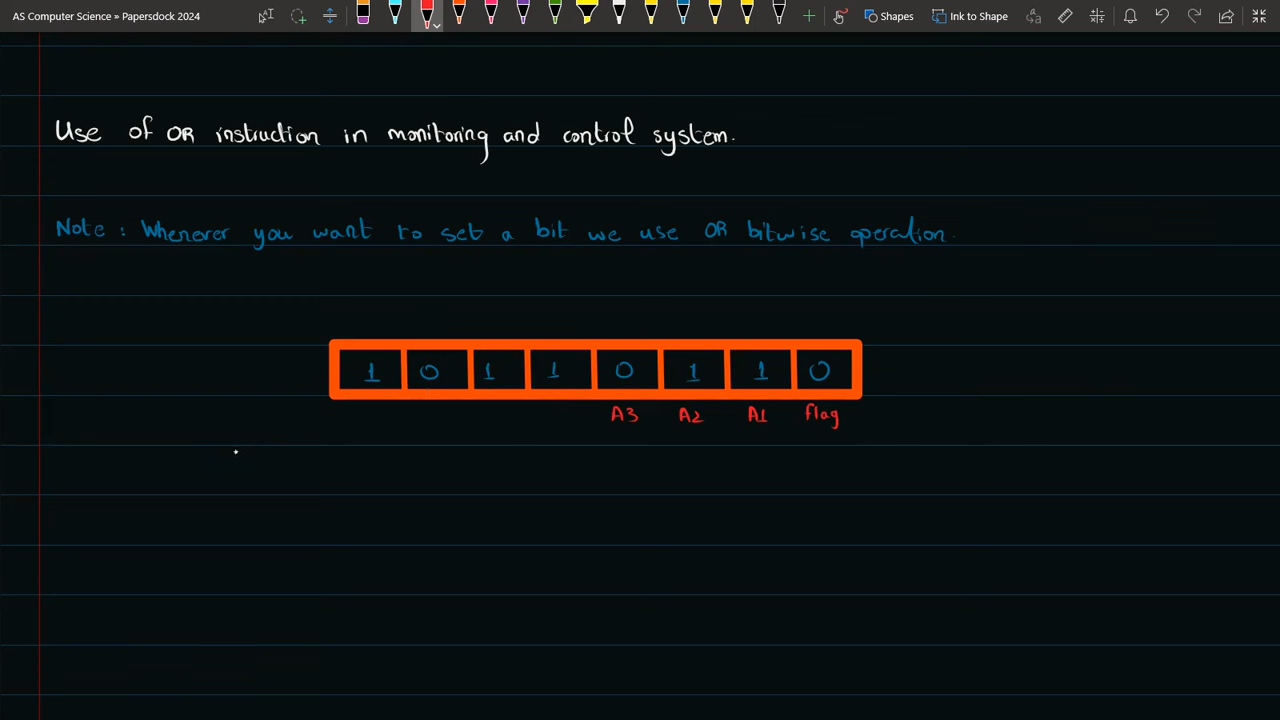 AS Computer Science » Papersdock 2024
Shapes
Ink to Shape
Use of OR instruction in monitoring and control system.
Note: Whenever you want to set a bit we use OR bitwise operation.
1 0 1 1 0 1 1 0
A3 A2 A1 flag